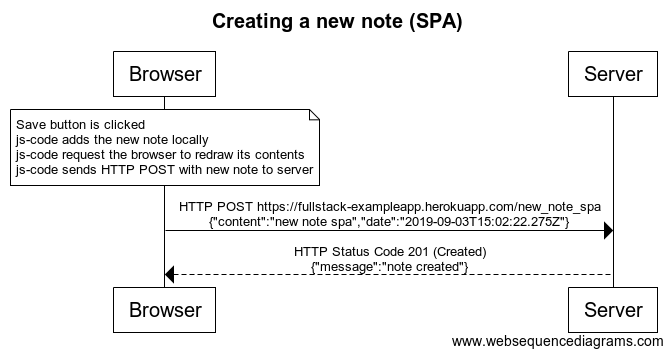 Creating a new note (SPA)
Browser
Server
Save button is clicked
js-code adds the new note locally
js-code request the browser to redraw its contents
js-code sends HTTP POST with new note to server
HTTP POST https://fullstack-exampleapp.herokuapp.com/new_note_spa
{"content":"new note spa","date":"2019-09-03T15:02:22.275Z"}
HTTP Status Code 201 (Created)
{"message":"note created"}
Browser
Server
www.websequencediagrams.com